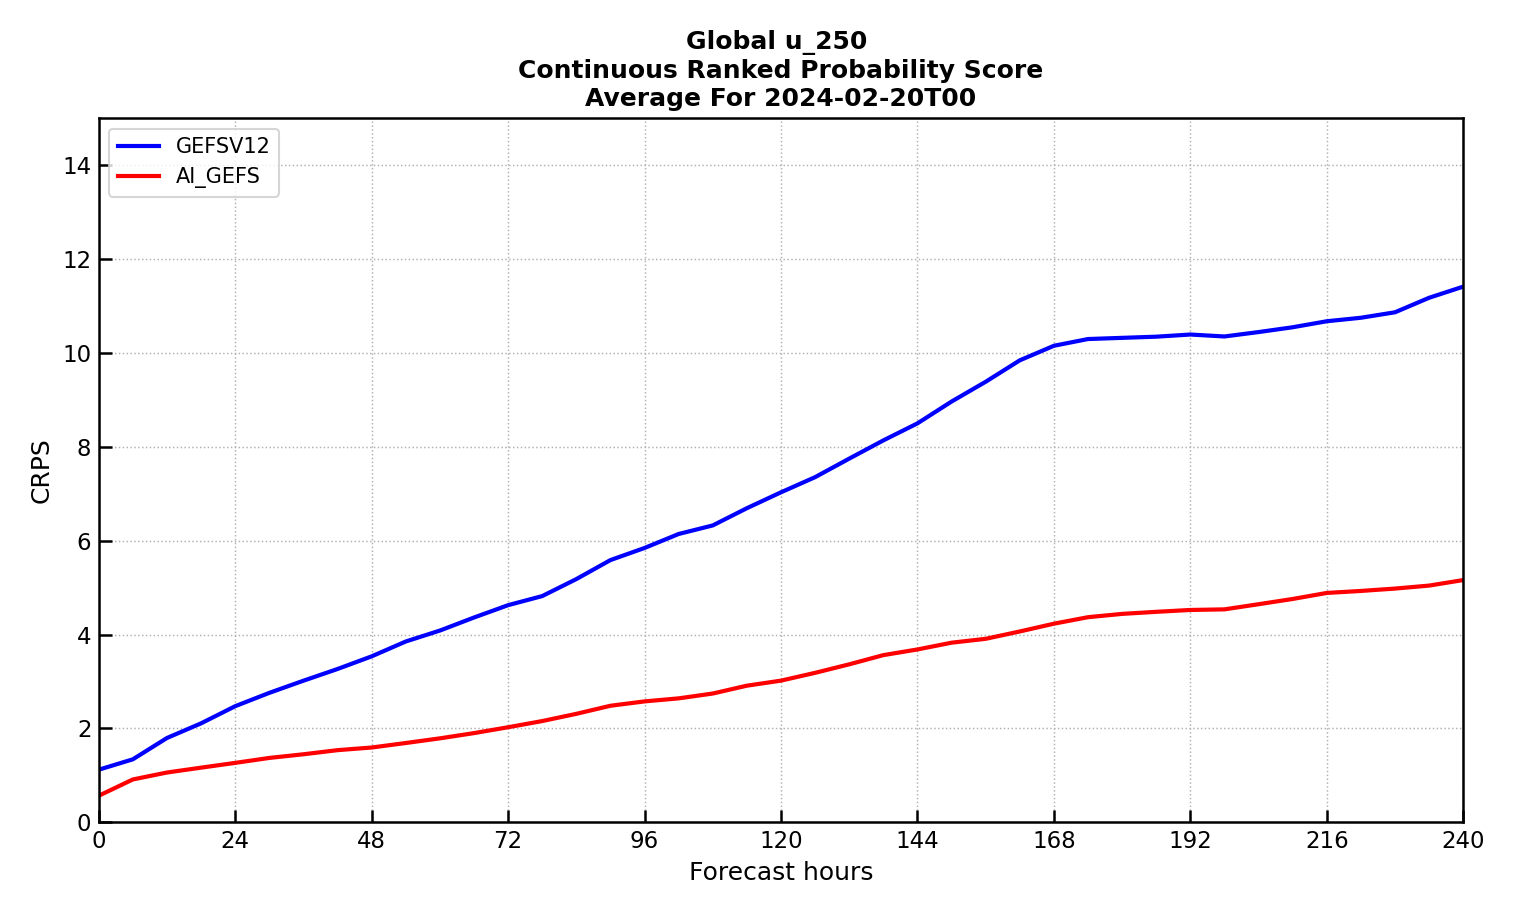 Global u_250
Continuous Ranked Probability Score
Average For 2024-02-20T00
GEFSV12
AI_GEFS
14
12
10
8
6
4
2
0
CRPS
0 24 48 72 96 120 144 168 192 216 240
Forecast hours